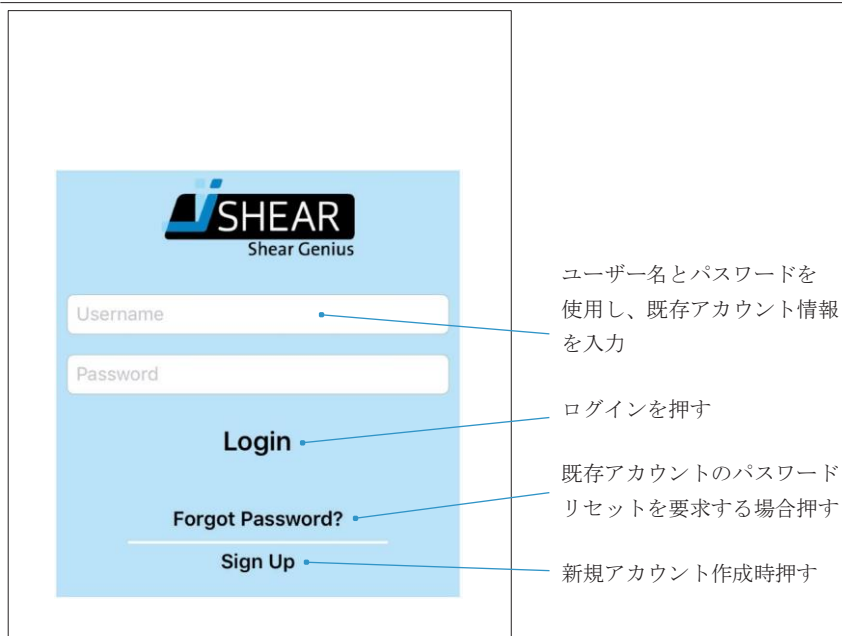 SHEAR
Shear Genius
Username
Password
Login
Forgot Password?
Sign Up
ユーザー名とパスワードを
使用し、既存アカウント情報
を入力
ログインを押す
既存アカウントのパスワード
リセットを要求する場合押す
新規アカウント作成時押す